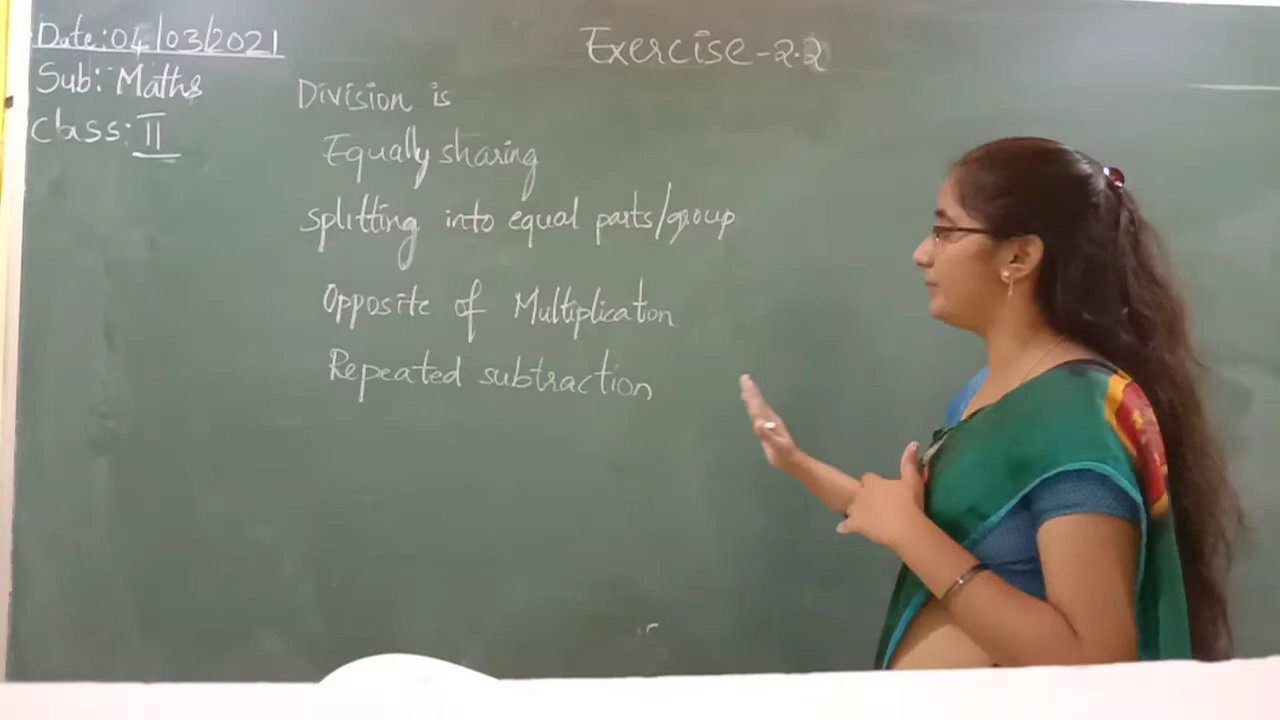 Date:04/03/2021
Sub: Maths
Class: II
Exercise-2.2
Division is
Equally sharing
splitting into equal parts/group
Opposite of Multiplication
Repeated subtraction